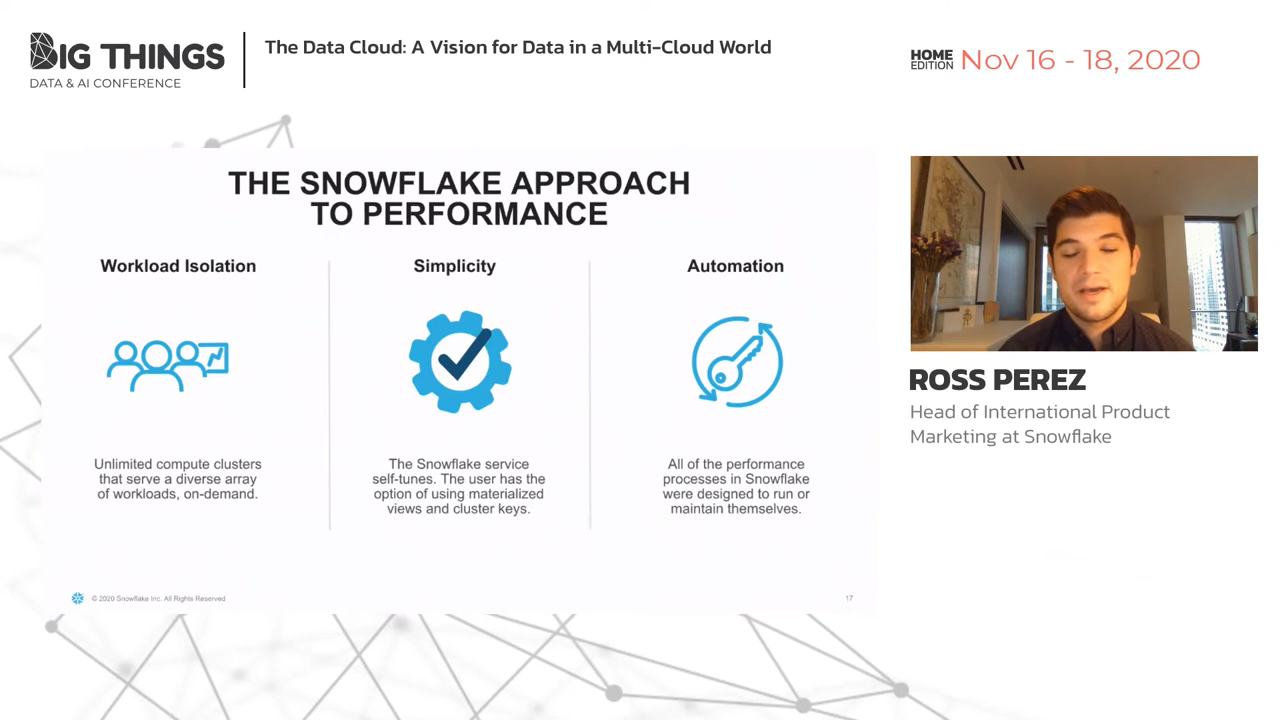 BIG THINGS
DATA & AI CONFERENCE
The Data Cloud: A Vision for Data in a Multi-Cloud World
HOME
EDITION
Nov 16 - 18, 2020
THE SNOWFLAKE APPROACH
TO PERFORMANCE
Workload Isolation
Unlimited compute clusters
that serve a diverse array
of workloads, on-demand.
Simplicity
The Snowflake service
self-tunes. The user has the
option of using materialized
views and cluster keys.
Automation
All of the performance
processes in Snowflake
were designed to run or
maintain themselves.
© 2020 Snowflake Inc. All Rights Reserved
17
ROSS PEREZ
Head of International Product
Marketing at Snowflake